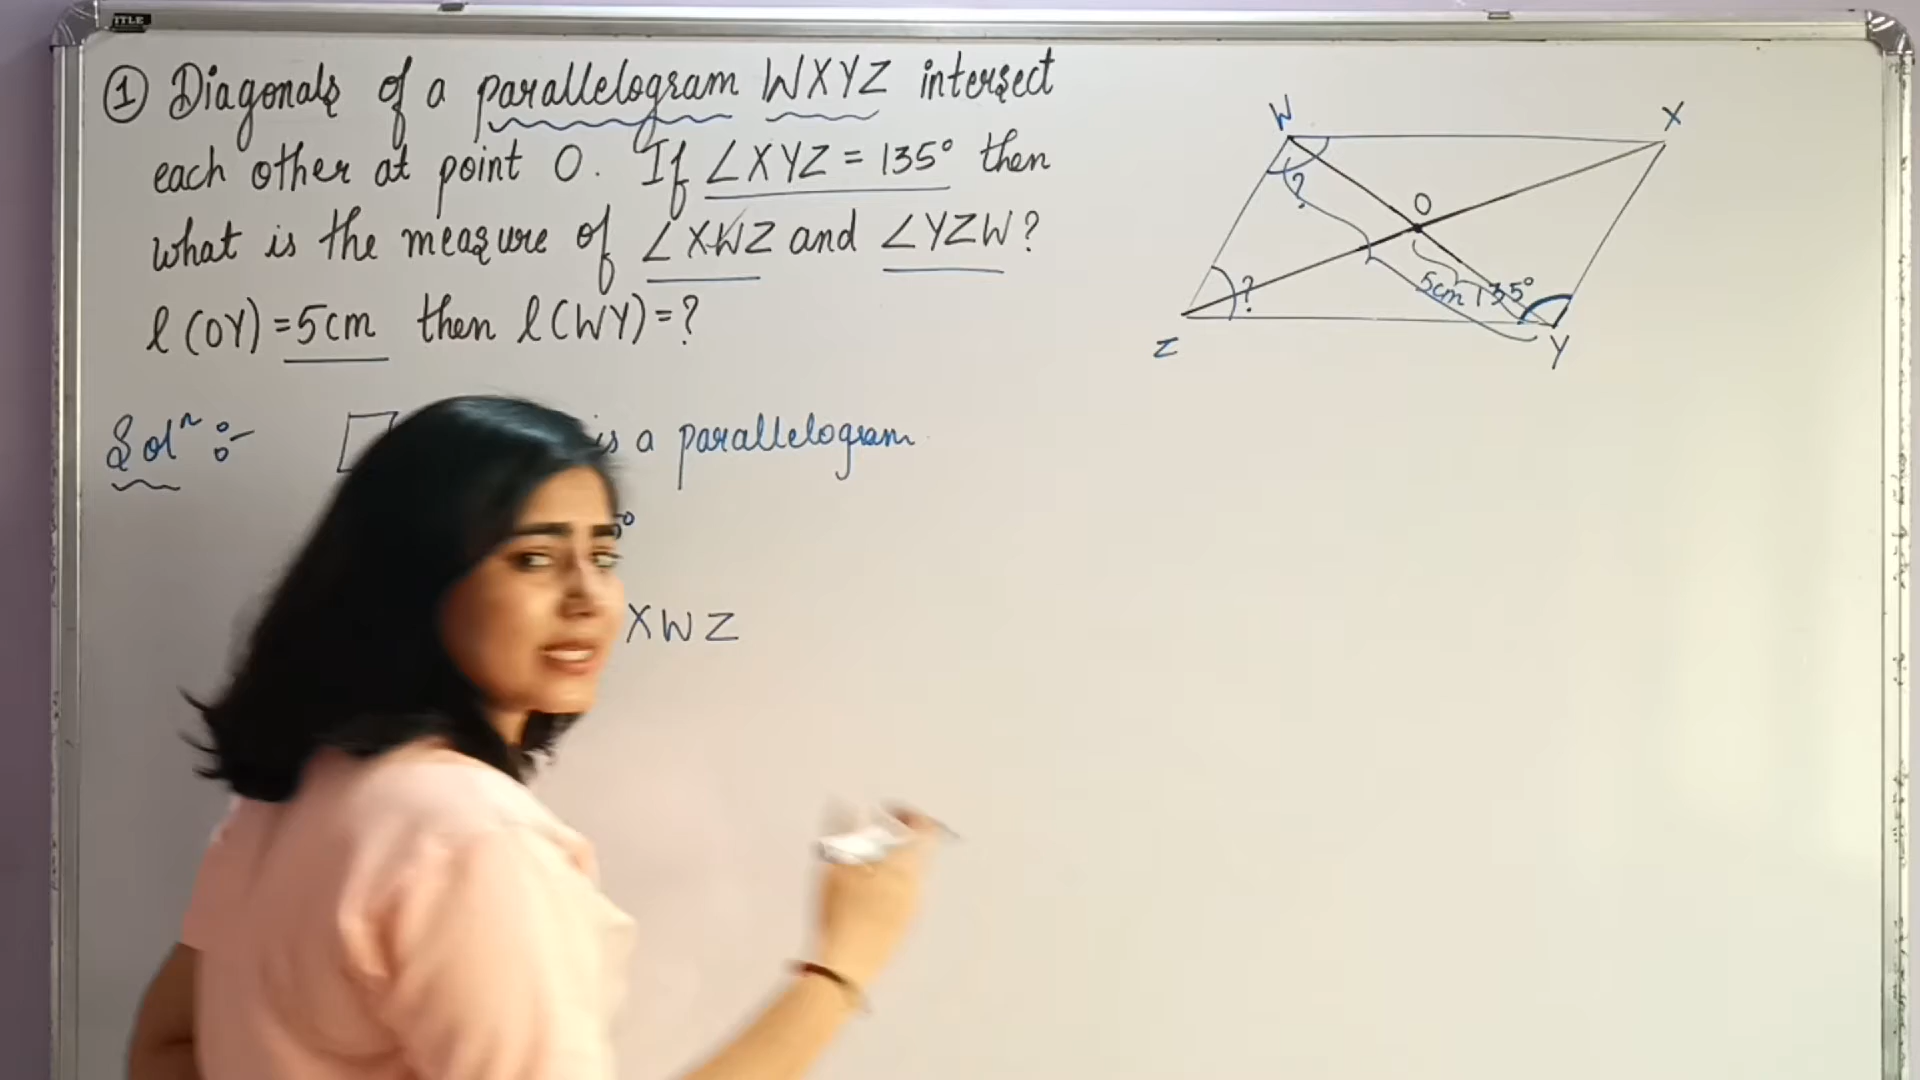 ① Diagonals of a parallelogram WXYZ intersect
each other at point O. If ∠XYZ = 135° then
what is the measure of ∠XWZ and ∠YZW?
l(OY) = 5cm then l(WY) = ?
Solⁿ :- is a parallelogram
5°
XWZ
W
X
?
O
5cm 135°
?
Z
Y